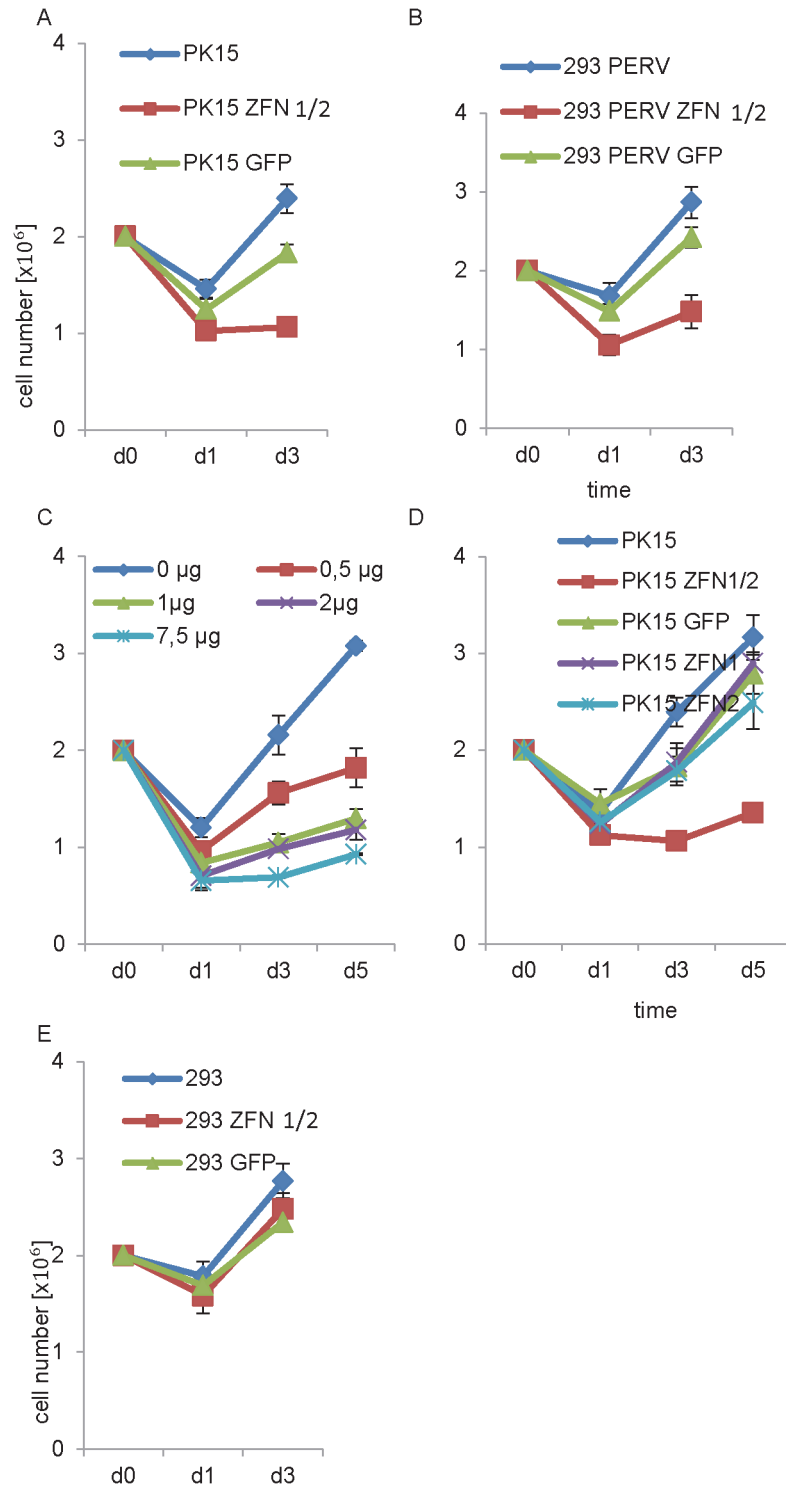 A
4
3
2
1
0
cell number [x10⁶]
PK15
PK15 ZFN 1/2
PK15 GFP
d0 d1 d3
B
4
3
2
1
0
293 PERV
293 PERV ZFN 1/2
293 PERV GFP
d0 d1 d3
time
C
4
3
2
1
0
0 µg 0,5 µg
1µg 2µg
7,5 µg
d0 d1 d3 d5
D
4
3
2
1
0
PK15
PK15 ZFN1/2
PK15 GFP
PK15 ZFN1
PK15 ZFN2
d0 d1 d3 d5
time
E
4
3
2
1
0
cell number [x10⁶]
293
293 ZFN 1/2
293 GFP
d0 d1 d3